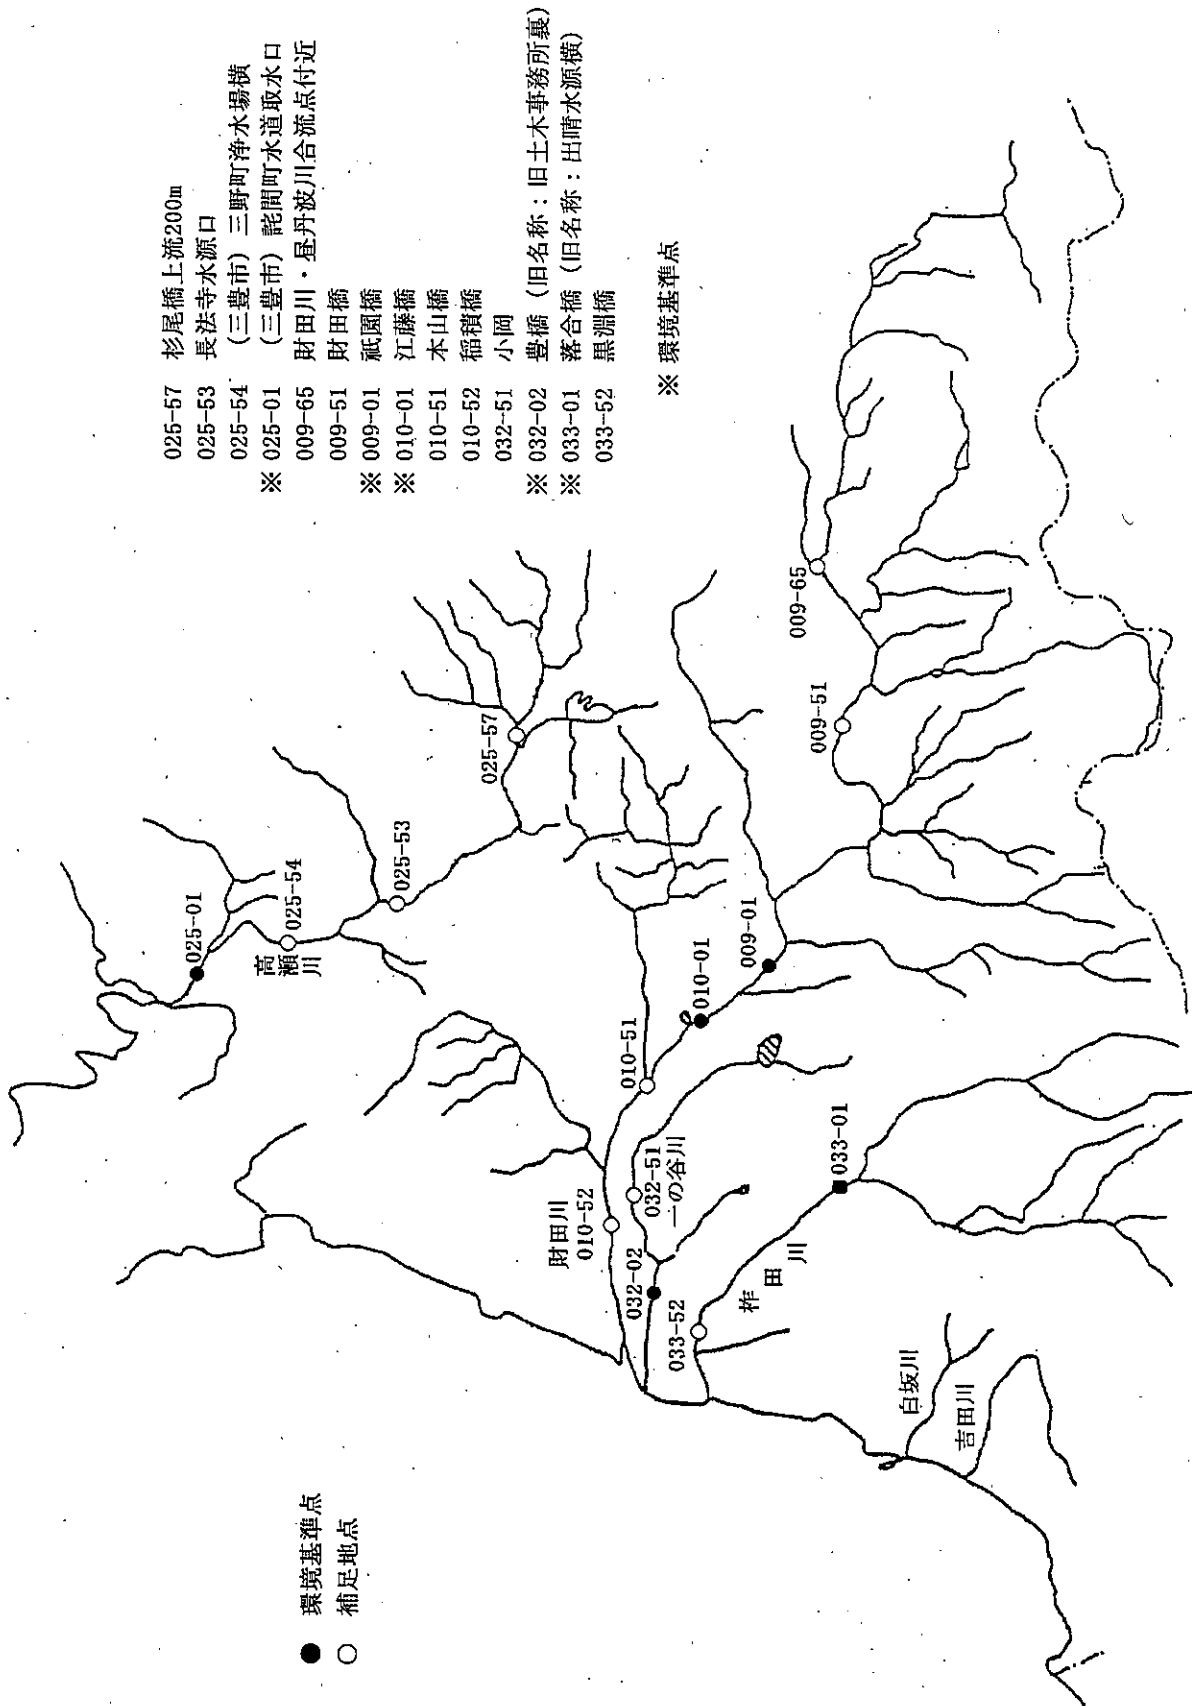 025-57 杉尾橋上流200m
025-53 長法寺水源口
025-54 (三豊市) 三野町浄水場横
※ 025-01 (三豊市) 詫間町水道取水口
009-65 財田川・昼丹波川合流点付近
009-51 財田橋
※ 009-01 祇園橋
※ 010-01 江藤橋
010-51 本山橋
010-52 稲積橋
032-51 小岡
※ 032-02 豊橋 (旧名称：旧土木事務所裏)
※ 033-01 落合橋 (旧名称：出晴水源横)
033-52 黒淵橋
※ 環境基準点
025-01
高瀬川
025-54
025-53
025-57
009-65
009-51
009-01
010-01
010-51
財田川
010-52
032-51
一の谷川
032-02
033-52
柞田川
033-01
白坂川
吉田川
● 環境基準点
○ 補足地点